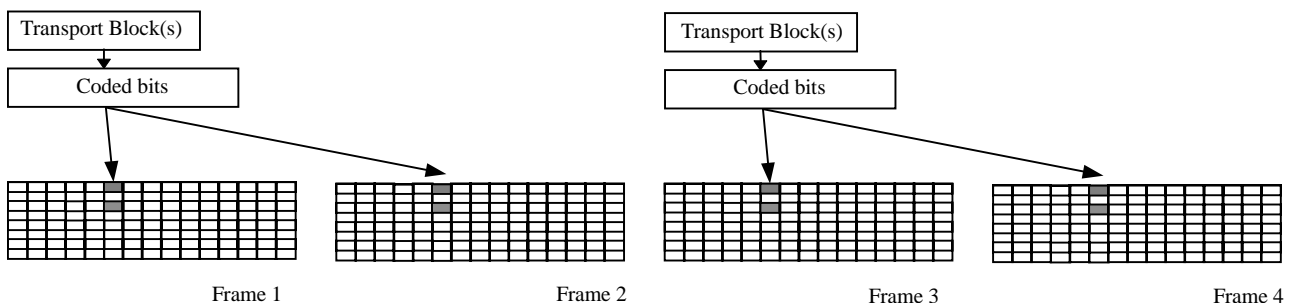 Transport Block(s)
Coded bits
Transport Block(s)
Coded bits
Frame 1
Frame 2
Frame 3
Frame 4